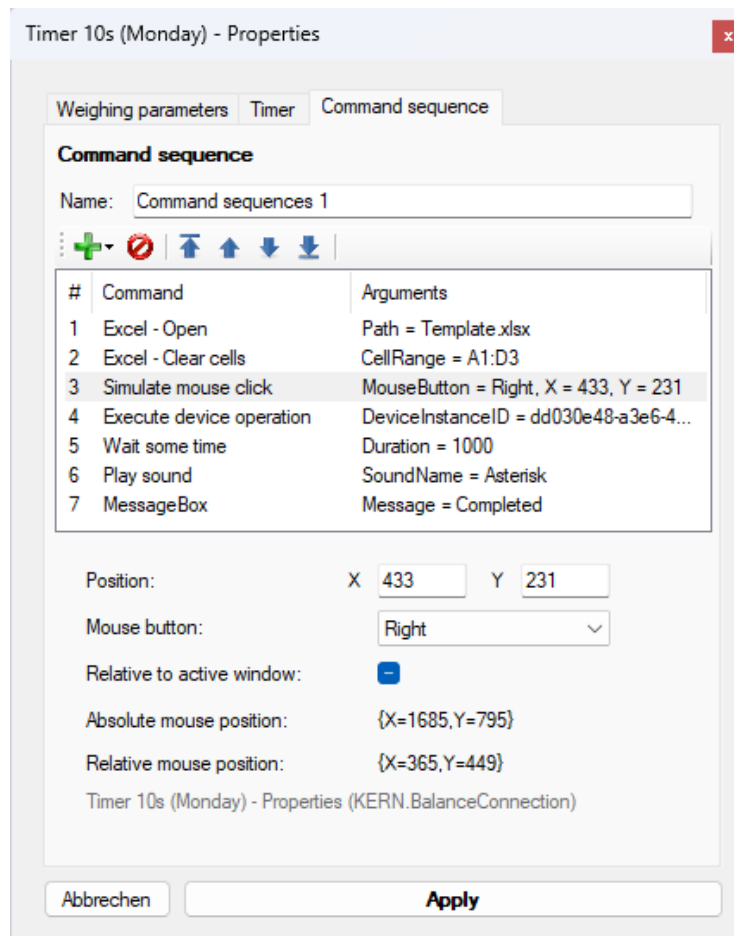 Timer 10s (Monday) - Properties
x
Weighing parameters Timer Command sequence
Command sequence
Name: Command sequences 1
# Command Arguments
1 Excel - Open Path = Template.xlsx
2 Excel - Clear cells CellRange = A1:D3
3 Simulate mouse click MouseButton = Right, X = 433, Y = 231
4 Execute device operation DeviceInstanceID = dd030e48-a3e6-4...
5 Wait some time Duration = 1000
6 Play sound SoundName = Asterisk
7 MessageBox Message = Completed
Position: X 433 Y 231
Mouse button: Right
Relative to active window:
Absolute mouse position: {X=1685,Y=795}
Relative mouse position: {X=365,Y=449}
Timer 10s (Monday) - Properties (KERN.BalanceConnection)
Abbrechen Apply